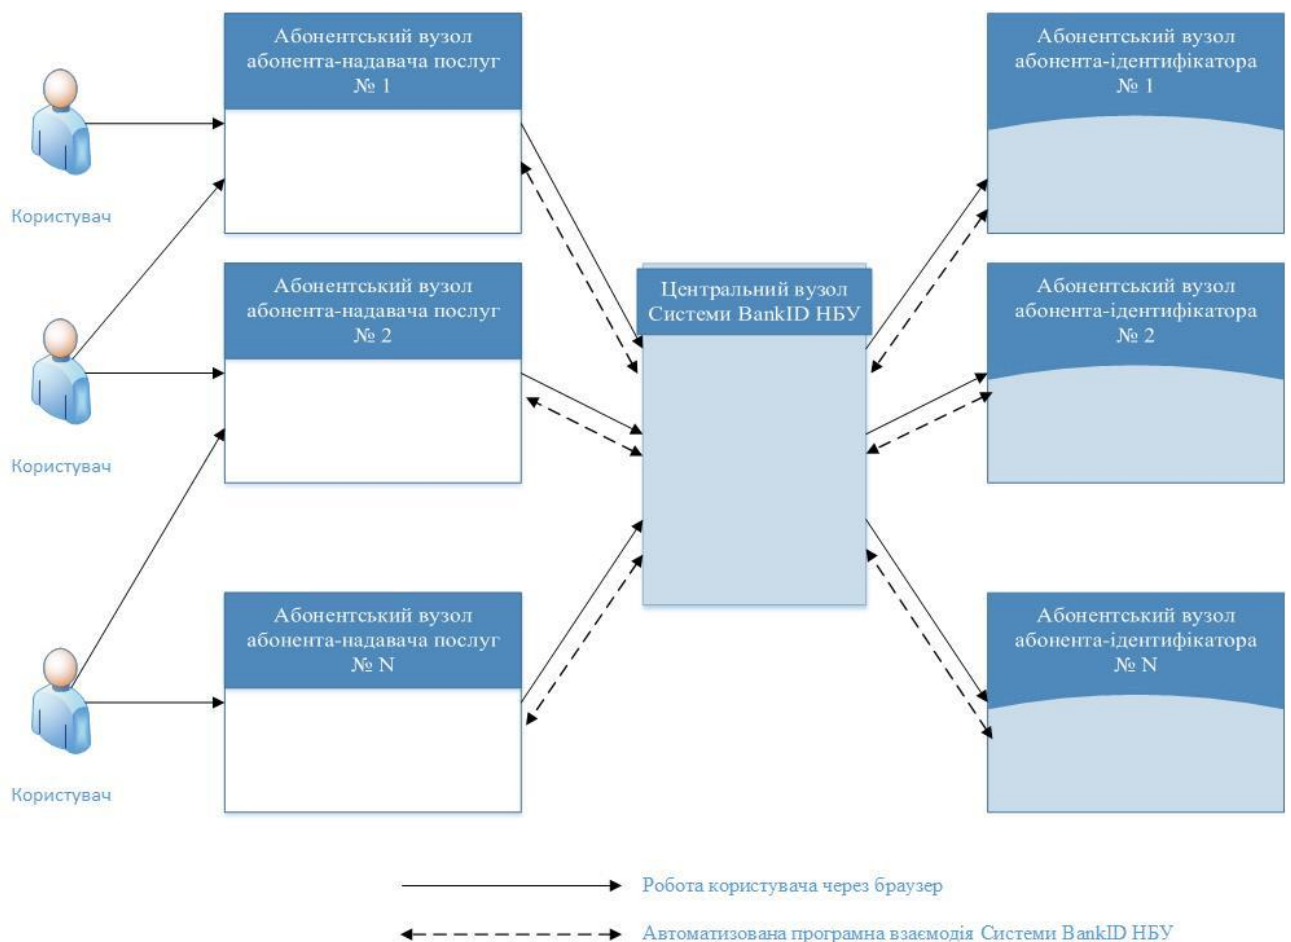 Абонентський вузол
абонента-надавача послуг
№ 1
Абонентський вузол
абонента-ідентифікатора
№ 1
Користувач
Абонентський вузол
абонента-надавача послуг
№ 2
Центральний вузол
Системи BankID НБУ
Абонентський вузол
абонента-ідентифікатора
№ 2
Користувач
Абонентський вузол
абонента-надавача послуг
№ N
Абонентський вузол
абонента-ідентифікатора
№ N
Користувач
Робота користувача через браузер
Автоматизована програмна взаємодія Системи BankID НБУ